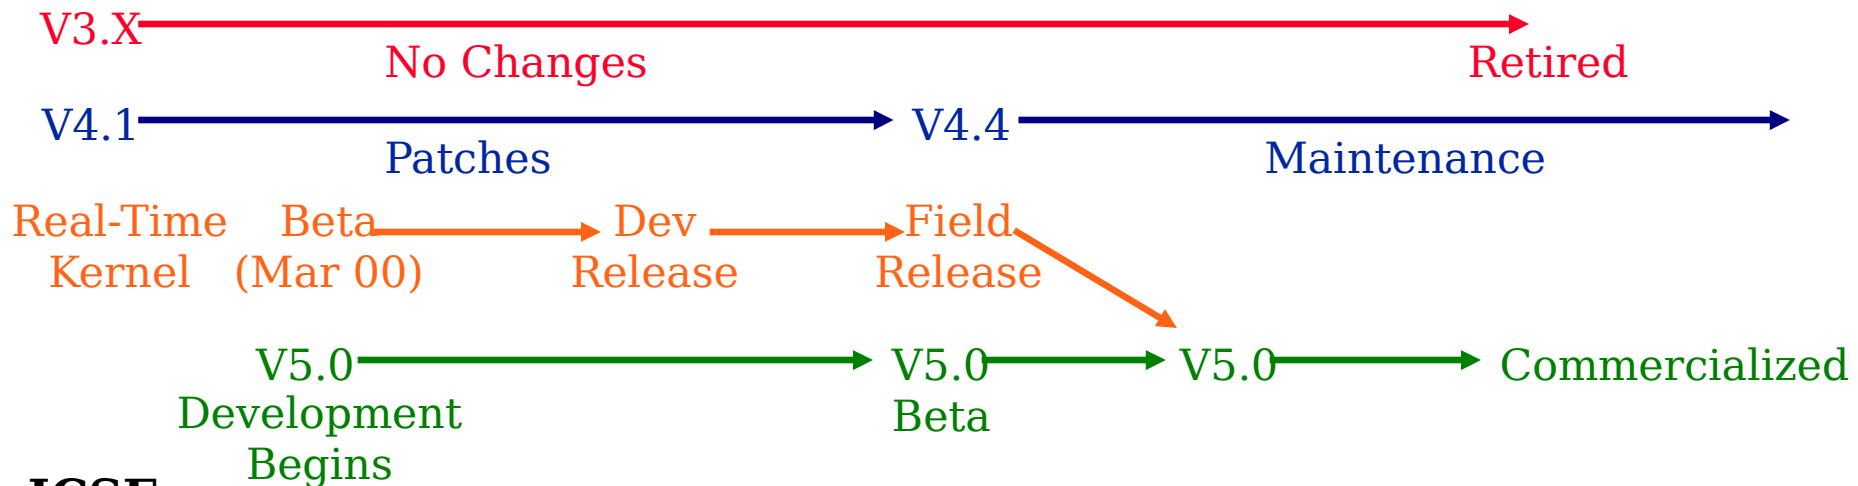 V3.X
No Changes
Retired
V4.1
V4.4
Patches
Maintenance
Real-Time Kernel
Beta (Mar 00)
Dev Release
Field Release
V5.0
Development
Begins
V5.0
Beta
V5.0
Commercialized